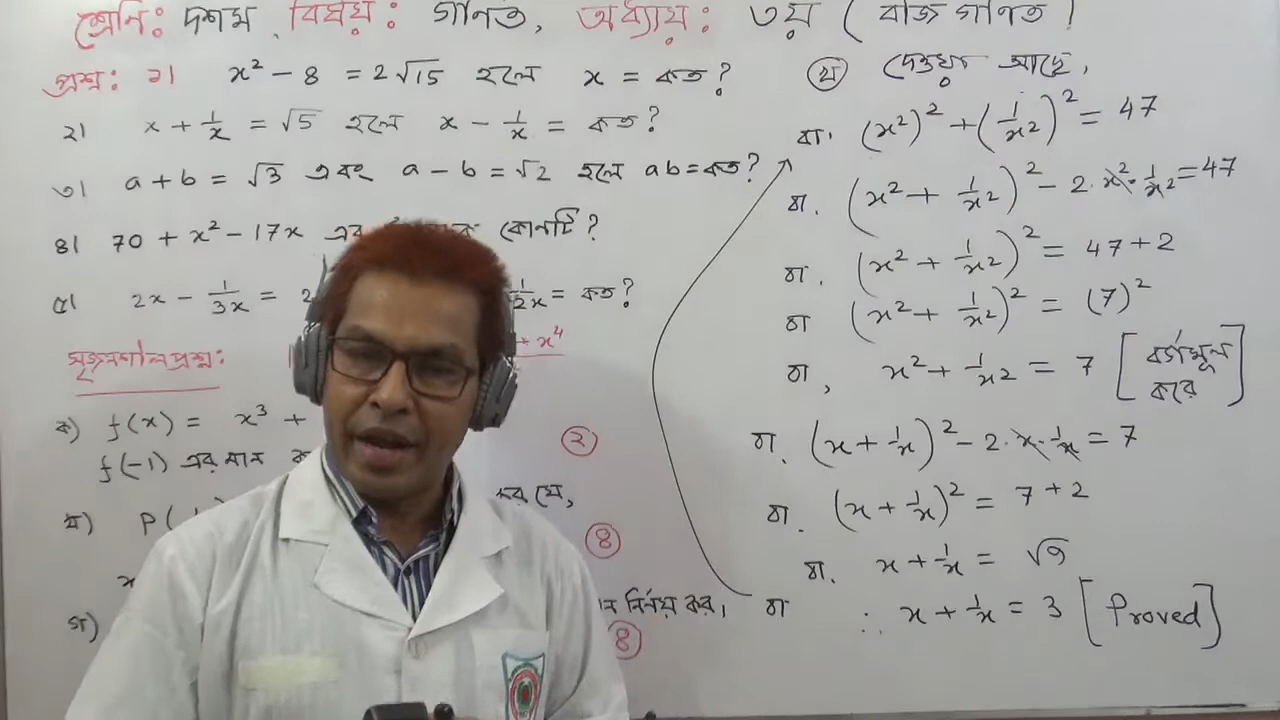 শ্রেনি: দশম, বিষয়: গণিত, অধ্যায়: ৩য় (বীজ গণিত)
প্রশ্ন: ১। x² - 8 = 2√15 হলে x = কত?
২। x + 1/x = √5 হলে x - 1/x = কত?
৩। a + b = √3 এবং a - b = √2 হলে ab = কত?
৪। 70 + x² - 17x এর কোনটি?
৫। 2x - 1/3x = 2 1/2x = কত?
সৃজনশীল প্রশ্ন: + x⁴
ক) f(x) = x³ +
f(-1) এর মান ২
খ) P( কর যে,
x ৪
গ) নির্নয় কর। ৪
খ দেওয়া আছে,
বা, (x²)² + (1/x²)² = 47
বা, (x² + 1/x²)² - 2·x²·1/x² = 47
বা, (x² + 1/x²)² = 47 + 2
বা (x² + 1/x²)² = (7)²
বা, x² + 1/x² = 7 [বর্গমূল করে]
বা, (x + 1/x)² - 2·x·1/x = 7
বা, (x + 1/x)² = 7 + 2
বা, x + 1/x = √9
বা ∴ x + 1/x = 3 [Proved]